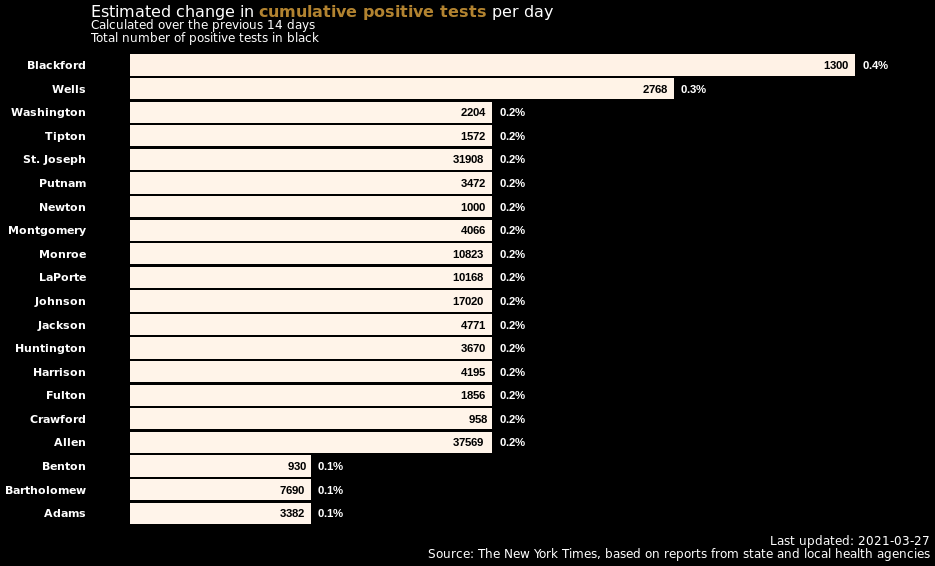 Estimated change in cumulative positive tests per day
Calculated over the previous 14 days
Total number of positive tests in black
Blackford 1300 0.4%
Wells 2768 0.3%
Washington 2204 0.2%
Tipton 1572 0.2%
St. Joseph 31908 0.2%
Putnam 3472 0.2%
Newton 1000 0.2%
Montgomery 4066 0.2%
Monroe 10823 0.2%
LaPorte 10168 0.2%
Johnson 17020 0.2%
Jackson 4771 0.2%
Huntington 3670 0.2%
Harrison 4195 0.2%
Fulton 1856 0.2%
Crawford 958 0.2%
Allen 37569 0.2%
Benton 930 0.1%
Bartholomew 7690 0.1%
Adams 3382 0.1%
Last updated: 2021-03-27
Source: The New York Times, based on reports from state and local health agencies